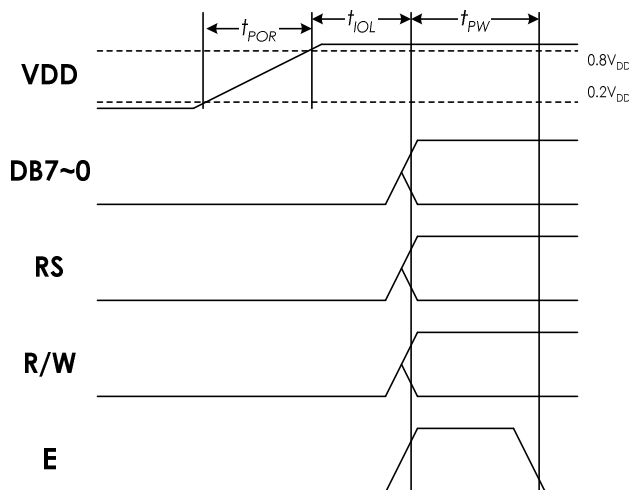 tPOR tIOL tPW
VDD
0.8VDD
0.2VDD
DB7~0
RS
R/W
E